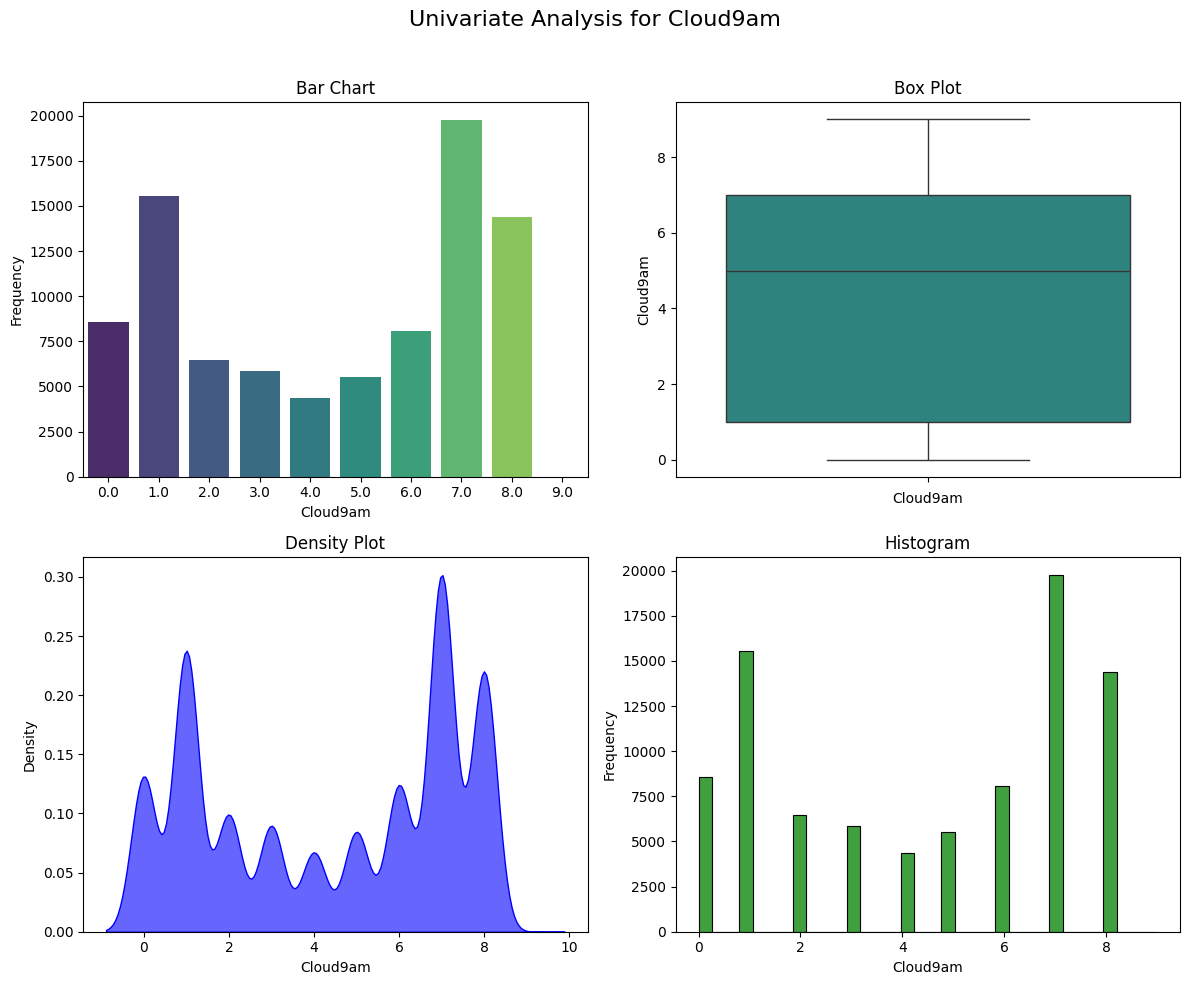 Univariate Analysis for Cloud9am
Bar Chart
Frequency
20000
17500
15000
12500
10000
7500
5000
2500
0
0.0 1.0 2.0 3.0 4.0 5.0 6.0 7.0 8.0 9.0
Cloud9am
Box Plot
Cloud9am
8
6
4
2
0
Cloud9am
Density Plot
Density
0.30
0.25
0.20
0.15
0.10
0.05
0.00
0 2 4 6 8 10
Cloud9am
Histogram
Frequency
20000
17500
15000
12500
10000
7500
5000
2500
0
0 2 4 6 8
Cloud9am